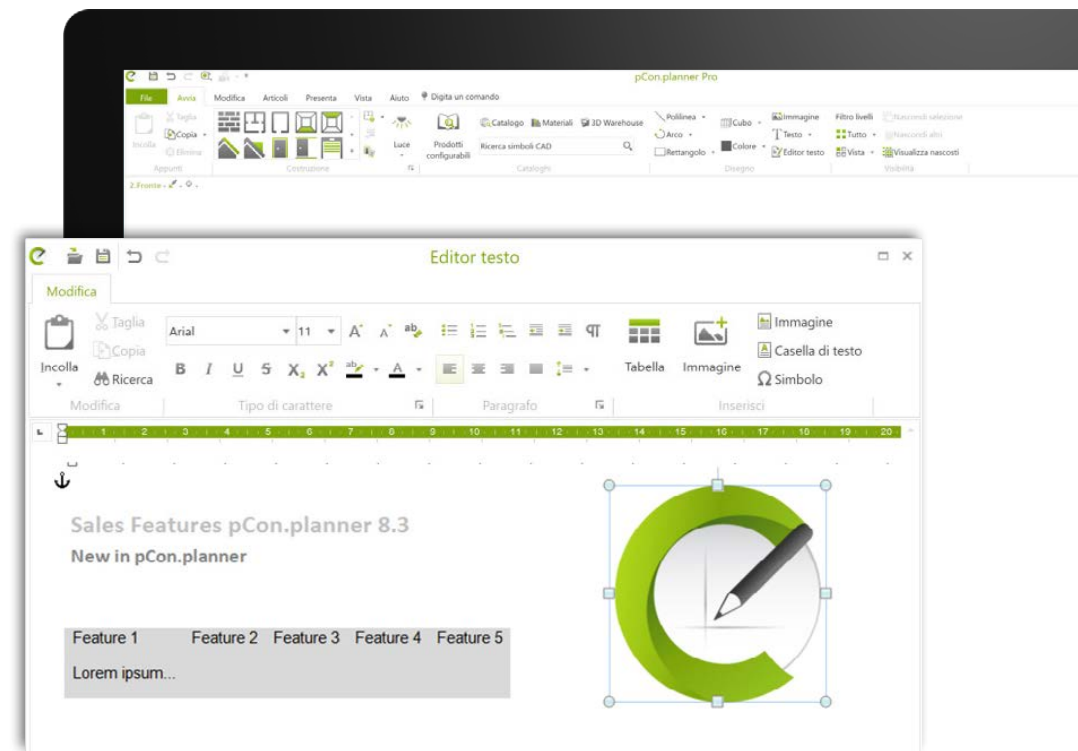 pCon.planner Pro
File Avvia Modifica Articoli Presenta Vista Aiuto Digita un comando
Taglia Catalogo Materiali 3D Warehouse Polilinea Cubo Immagine Filtro livelli Nascondi selezione
Copia Arco Testo Tutto Nascondi altri
Incolla Elimina Luce Prodotti configurabili Ricerca simboli CAD Rettangolo Colore Editor testo Vista Visualizza nascosti
Appunti Costruzione Cataloghi Disegno Visibilità
2.Fronte
Editor testo
Modifica
Taglia Arial 11 Immagine
Copia Casella di testo
Incolla Ricerca B I U S X₂ X² Tabella Immagine Simbolo
Modifica Tipo di carattere Paragrafo Inserisci
1 2 3 4 5 6 7 8 9 10 11 12 13 14 15 16 17 18 19 20
Sales Features pCon.planner 8.3
New in pCon.planner
Feature 1 Feature 2 Feature 3 Feature 4 Feature 5
Lorem ipsum...